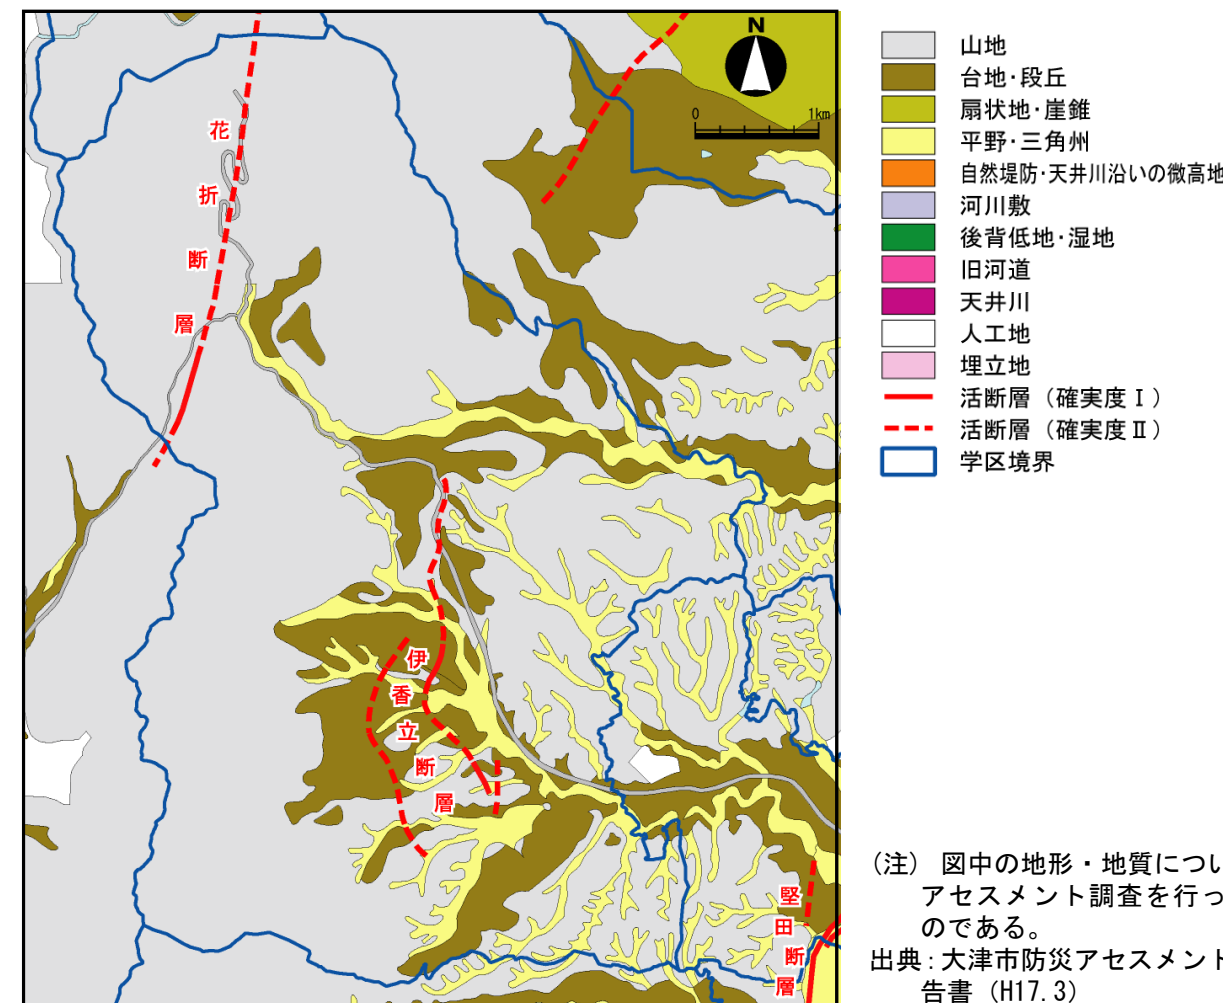 N
0 1km
花
折
断
層
伊
香
立
断
層
堅
田
断
層
山地
台地･段丘
扇状地･崖錐
平野･三角州
自然堤防･天井川沿いの微高地
河川敷
後背低地･湿地
旧河道
天井川
人工地
埋立地
活断層（確実度Ⅰ）
活断層（確実度Ⅱ）
学区境界
（注） 図中の地形・地質につい
アセスメント調査を行っ
のである。
出典：大津市防災アセスメント
告書（H17.3）